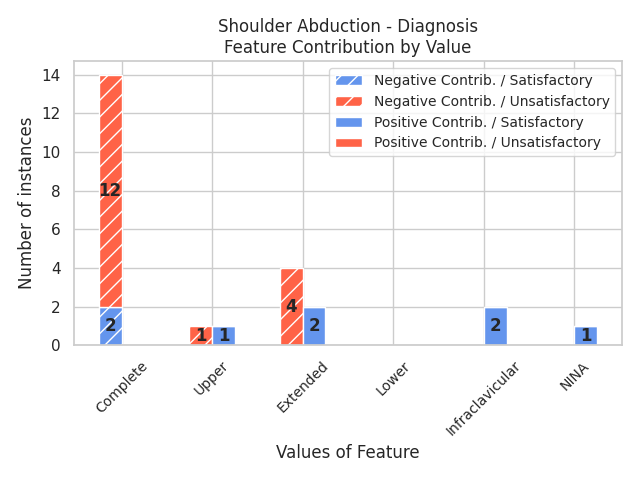 Shoulder Abduction - Diagnosis
Feature Contribution by Value
Negative Contrib. / Satisfactory
Negative Contrib. / Unsatisfactory
Positive Contrib. / Satisfactory
Positive Contrib. / Unsatisfactory
Number of instances
14
12
10
8
6
4
2
0
12
2
1
1
4
2
2
1
Complete
Upper
Extended
Lower
Infraclavicular
NINA
Values of Feature